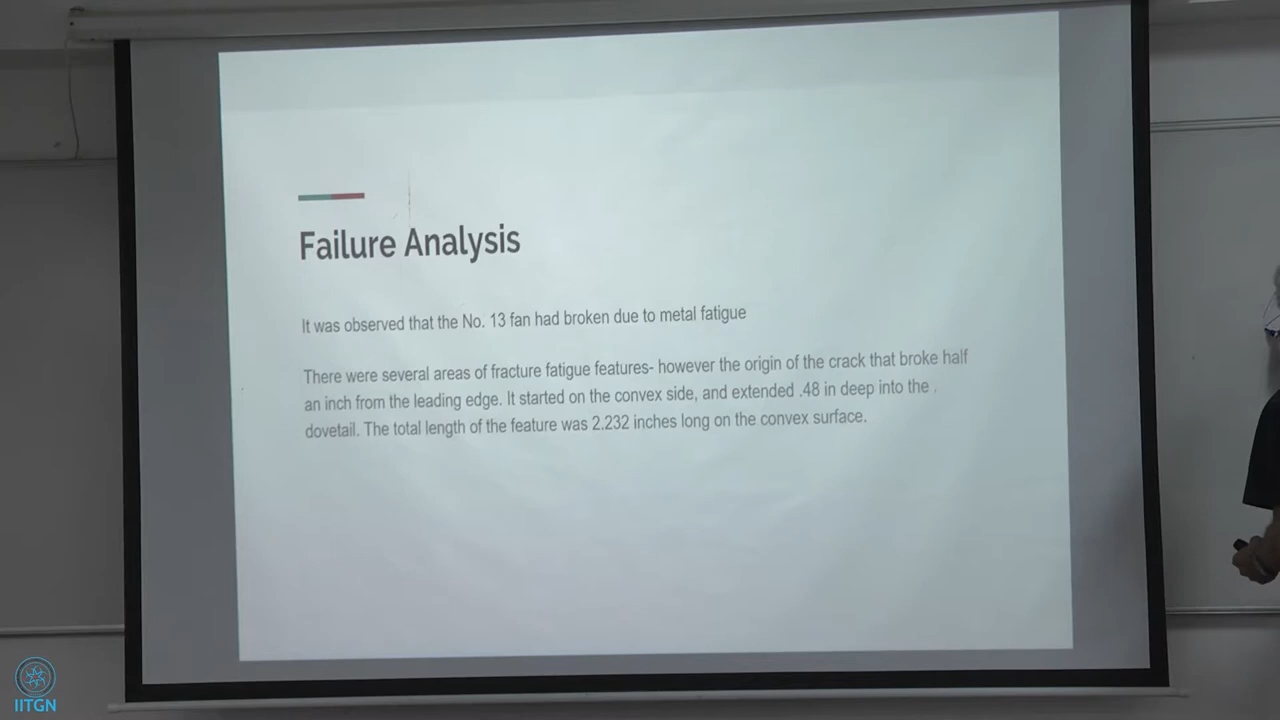 Failure Analysis
It was observed that the No. 13 fan had broken due to metal fatigue
There were several areas of fracture fatigue features- however the origin of the crack that broke half
an inch from the leading edge. It started on the convex side, and extended .48 in deep into the .
dovetail. The total length of the feature was 2.232 inches long on the convex surface.
IITGN